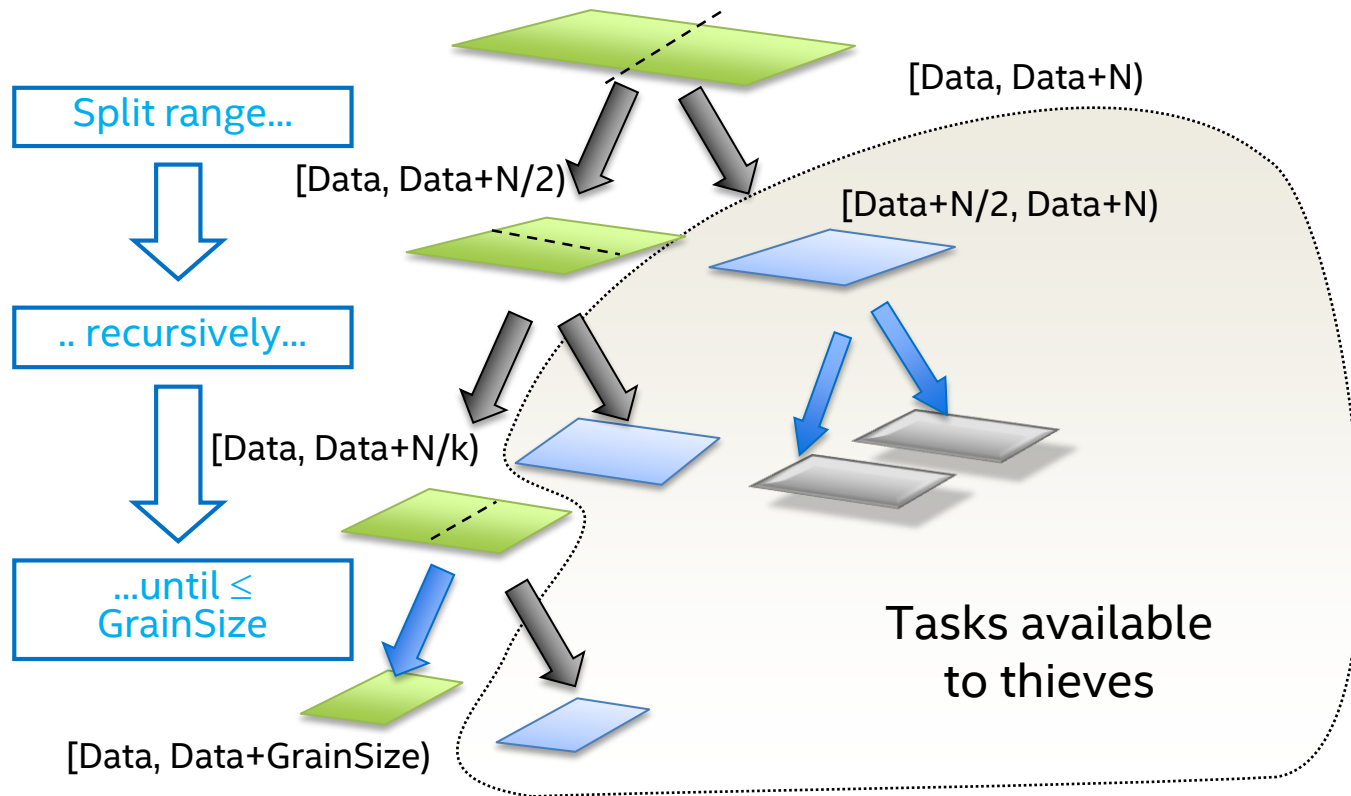 [Data, Data+N)
Split range...
[Data, Data+N/2)
[Data+N/2, Data+N)
.. recursively...
[Data, Data+N/k)
...until ≤
GrainSize
Tasks available
to thieves
[Data, Data+GrainSize)